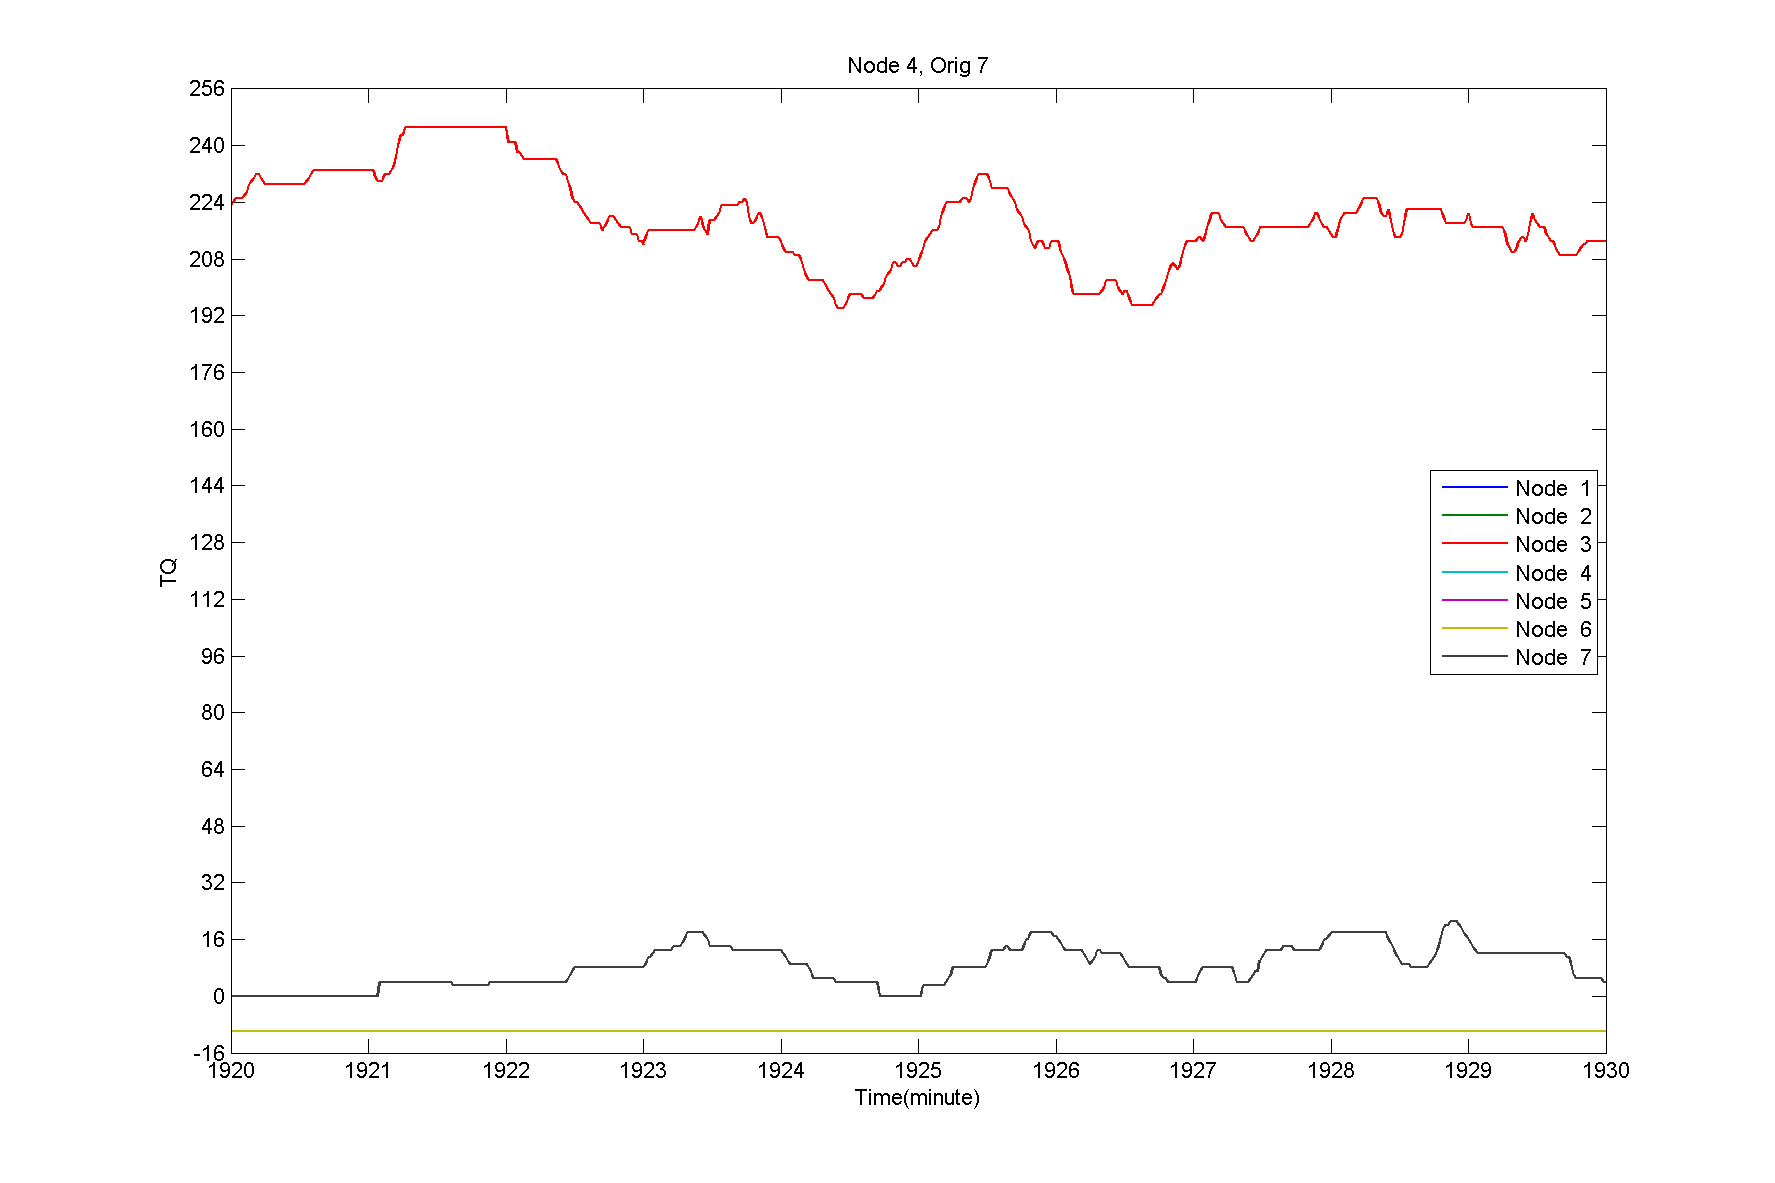 Node 4, Orig 7
256
240
224
208
192
176
160
144
128
112
96
80
64
48
32
16
0
-16
TQ
Node 1
Node 2
Node 3
Node 4
Node 5
Node 6
Node 7
1920 1921 1922 1923 1924 1925 1926 1927 1928 1929 1930
Time(minute)